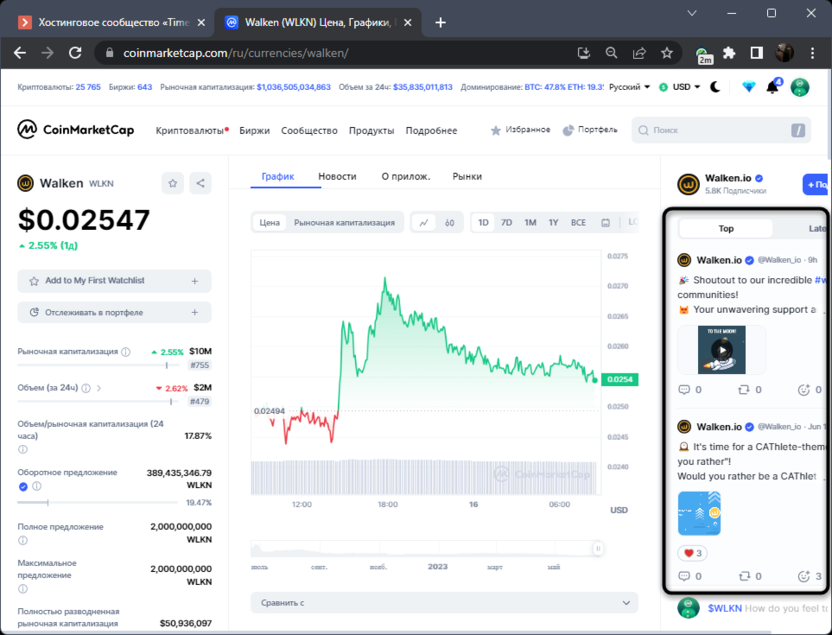 Хостинговое сообщество «Time
Walken (WLKN) Цена, Графики,
coinmarketcap.com/ru/currencies/walken/
2m
Криптовалюты: 25 765 Биржи: 643 Рыночная капитализация: $1,036,505,034,863 Объем за 24ч: $35,835,011,813 Доминирование: BTC: 47.8% ETH: 19.3% Русский USD 4
CoinMarketCap
Криптовалюты Биржи Сообщество Продукты Подробнее Избранное Портфель Поиск /
Walken WLKN
$0.02547
2.55% (1д)
Add to My First Watchlist +
Отслеживать в портфеле +
Рыночная капитализация 2.55% $10M
#755
Объем (за 24ч) 2.62% $2M
#479
Объем/рыночная капитализация (24
часа) 17.87%
Оборотное предложение 389,435,346.79
WLKN
19.47%
Полное предложение 2,000,000,000
WLKN
Максимальное
предложение 2,000,000,000
WLKN
Полностью разводненная
рыночная капитализация $50,936,097
График Новости О прилож. Рынки
Цена Рыночная капитализация 1D 7D 1M 1Y ВСЕ LO
0.0275
0.0270
0.0265
0.0260
0.0254
0.0250
0.0245
0.0240
0.02494
CoinMarketCap
12:00 18:00 16 06:00 USD
июль сент. нояб. 2023 март май
Сравнить с
Walken.io
5.8K Подписчики
+ По
Top Late
Walken.io @Walken_io · 9h
Shoutout to our incredible #w
communities!
Your unwavering support a
TO THE MOON!
0 0 0
Walken.io @Walken_io · Jun 1
It's time for a CAThlete-theme
you rather"!
Would you rather be a CAThlet
3
0 0 3
$WLKN How do you feel t